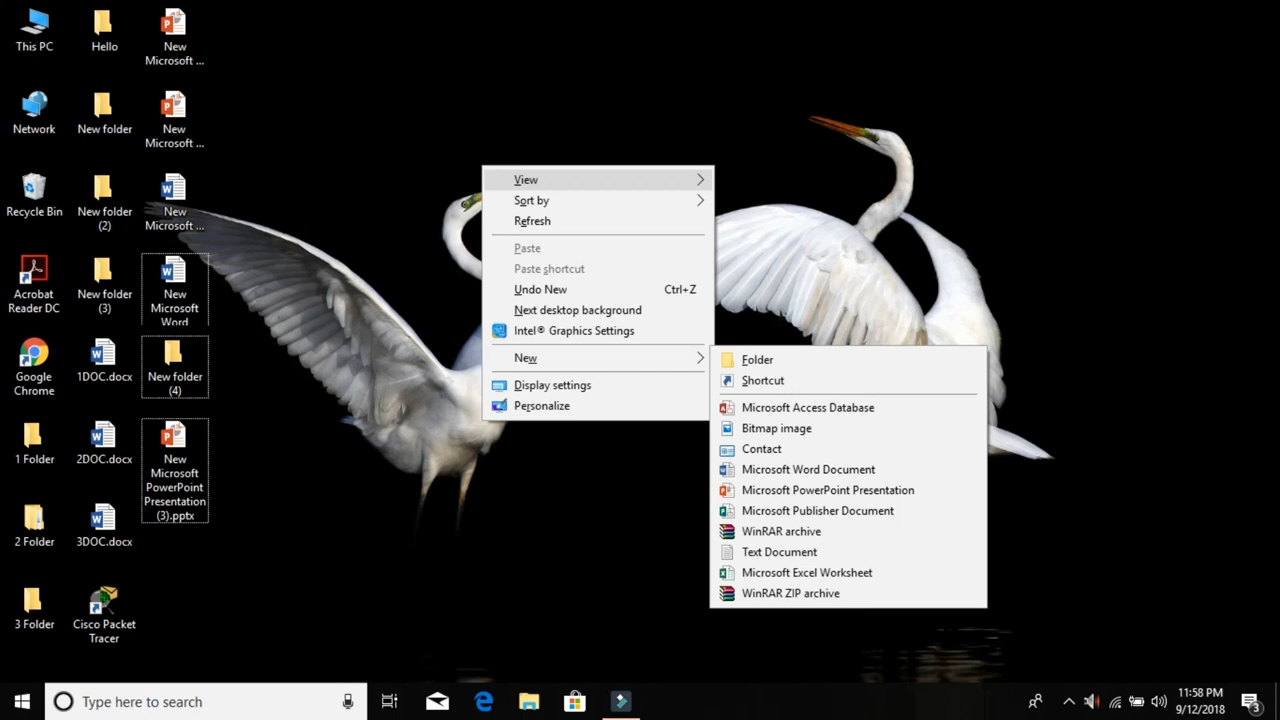 This PC
Hello
New
Microsoft ...
Network
New folder
New
Microsoft ...
Recycle Bin
New folder
(2)
New
Microsoft ...
Acrobat
Reader DC
New folder
(3)
New
Microsoft
Word
Google
Chrome
1DOC.docx
New folder
(4)
1 Folder
2DOC.docx
New
Microsoft
PowerPoint
Presentation
(3).pptx
2 Folder
3DOC.docx
3 Folder
Cisco Packet
Tracer
View
Sort by
Refresh
Paste
Paste shortcut
Undo New Ctrl+Z
Next desktop background
Intel® Graphics Settings
New
Display settings
Personalize
Folder
Shortcut
Microsoft Access Database
Bitmap image
Contact
Microsoft Word Document
Microsoft PowerPoint Presentation
Microsoft Publisher Document
WinRAR archive
Text Document
Microsoft Excel Worksheet
WinRAR ZIP archive
Type here to search
11:58 PM
9/12/2018
3